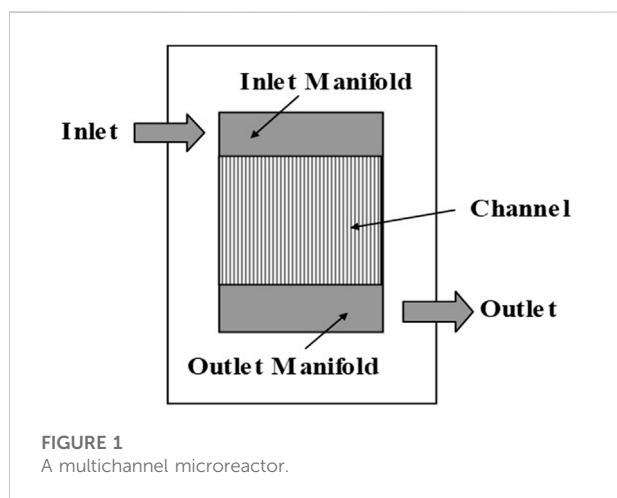 Inlet Manifold
Inlet
Channel
Outlet
Outlet Manifold
FIGURE 1
A multichannel microreactor.